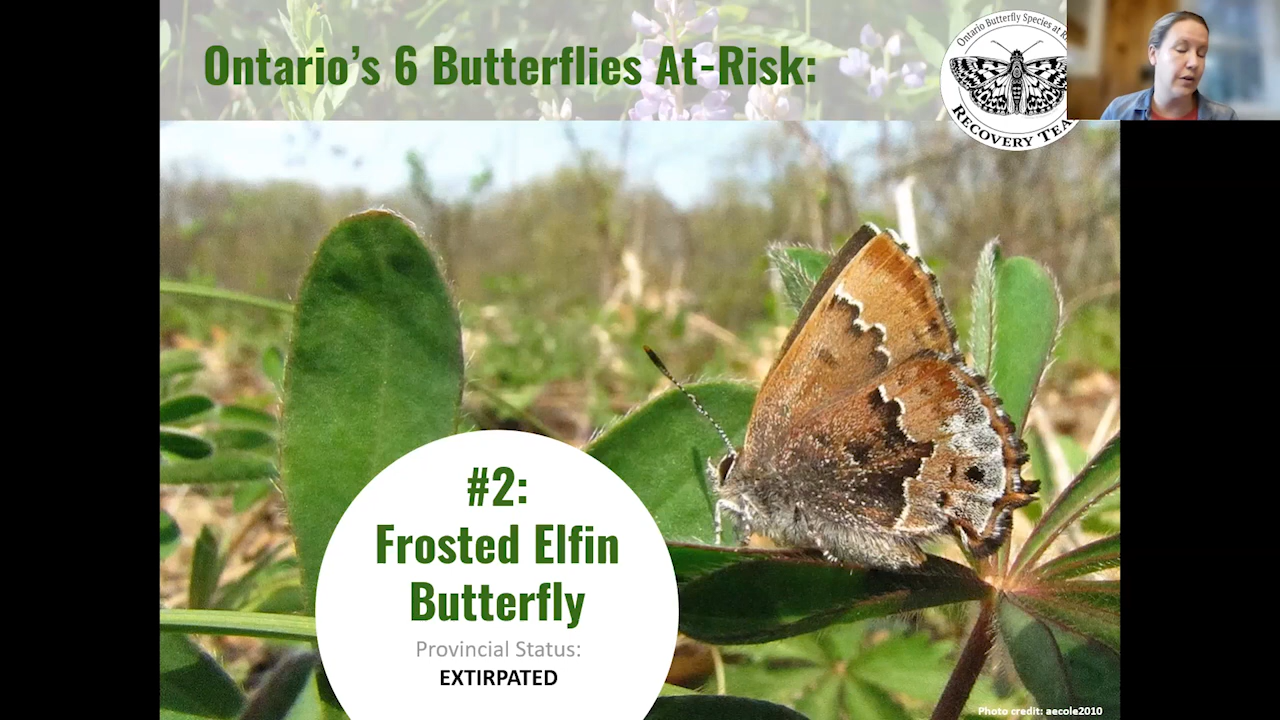 Ontario's 6 Butterflies At-Risk:
Ontario Butterfly Species at R
RECOVERY TEA
#2:
Frosted Elfin
Butterfly
Provincial Status:
EXTIRPATED
Photo credit: aecole2010